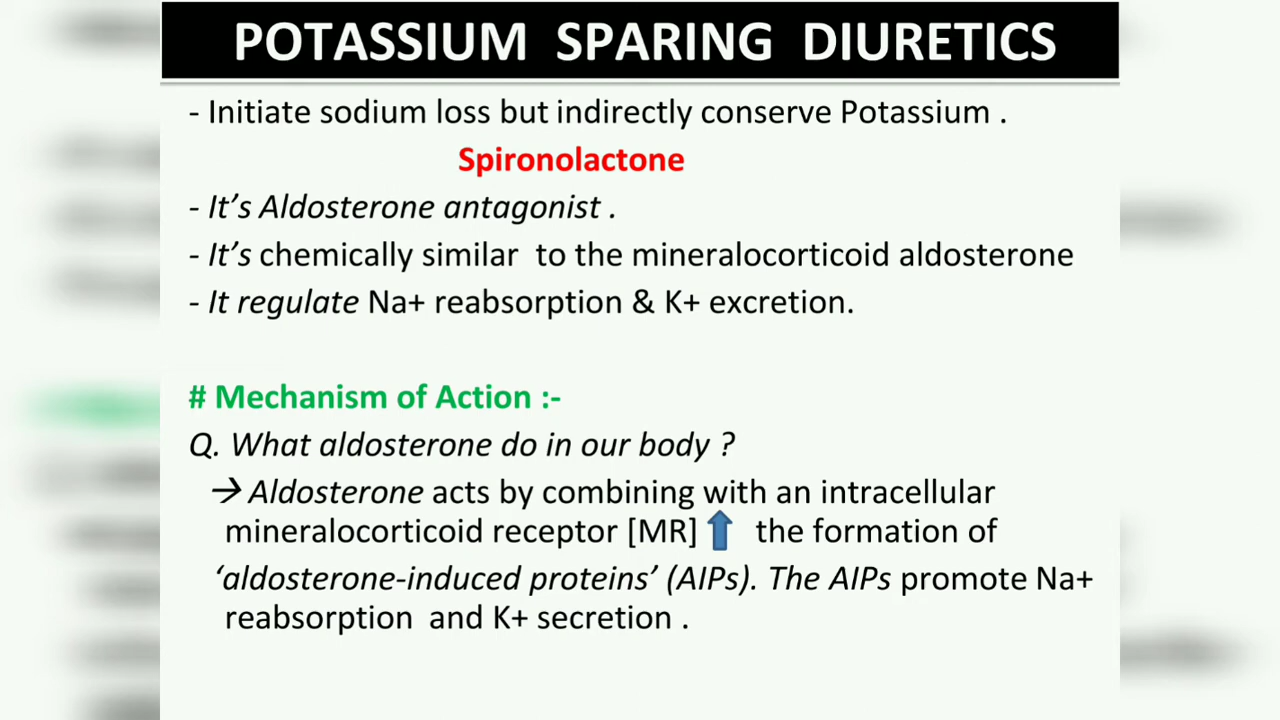 POTASSIUM SPARING DIURETICS
- Initiate sodium loss but indirectly conserve Potassium .
Spironolactone
- It's Aldosterone antagonist .
- It's chemically similar to the mineralocorticoid aldosterone
- It regulate Na+ reabsorption & K+ excretion.
# Mechanism of Action :-
Q. What aldosterone do in our body ?
→ Aldosterone acts by combining with an intracellular
mineralocorticoid receptor [MR] ⬆ the formation of
‘aldosterone-induced proteins’ (AIPs). The AIPs promote Na+
reabsorption and K+ secretion .